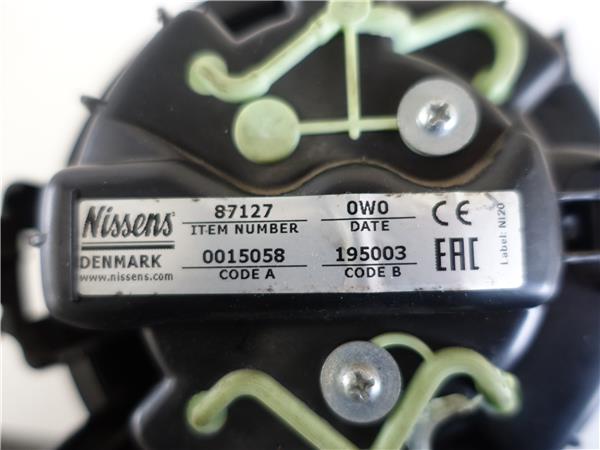 Nissens
DENMARK
www.nissens.com
87127
ITEM NUMBER
0015058
CODE A
0W0
DATE
195003
CODE B
CE
EAC
Label: NI20